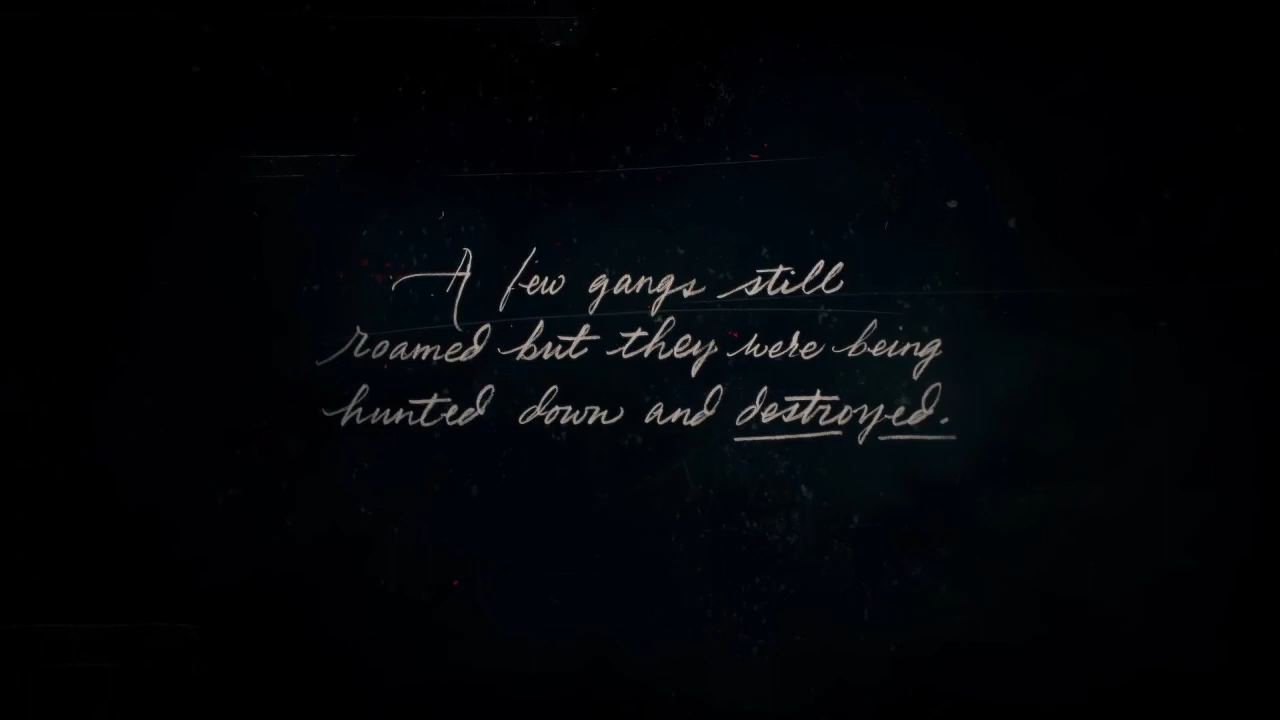 A few gangs still
roamed but they were being
hunted down and destroyed.